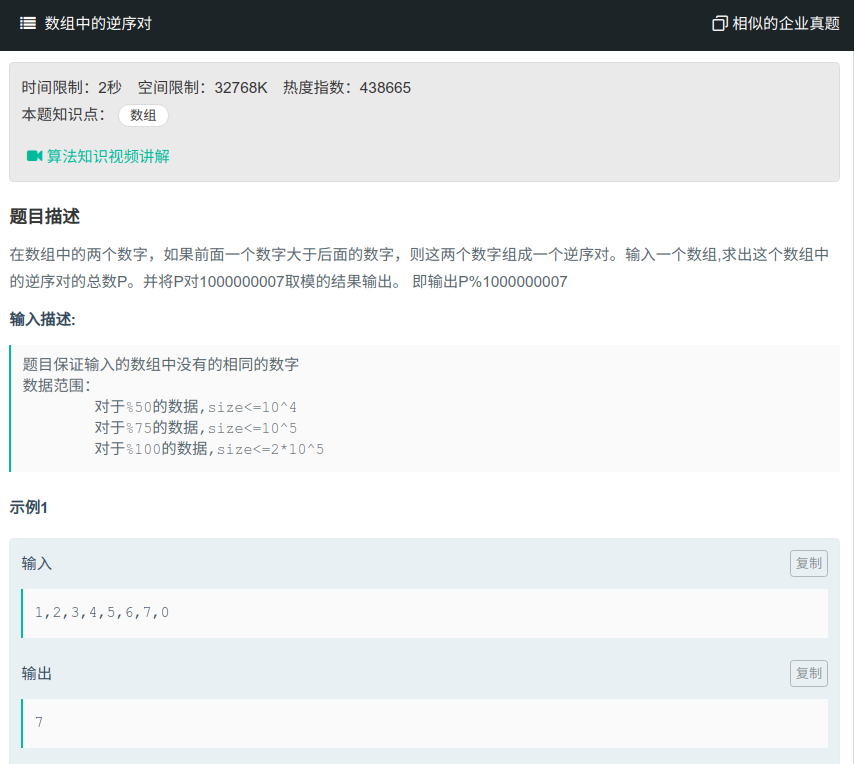 数组中的逆序对 相似的企业真题
时间限制：2秒 空间限制：32768K 热度指数：438665
本题知识点： 数组
算法知识视频讲解
题目描述
在数组中的两个数字，如果前面一个数字大于后面的数字，则这两个数字组成一个逆序对。输入一个数组,求出这个数组中
的逆序对的总数P。并将P对1000000007取模的结果输出。 即输出P%1000000007
输入描述:
题目保证输入的数组中没有的相同的数字
数据范围：
对于%50的数据,size<=10^4
对于%75的数据,size<=10^5
对于%100的数据,size<=2*10^5
示例1
输入 复制
1,2,3,4,5,6,7,0
输出 复制
7